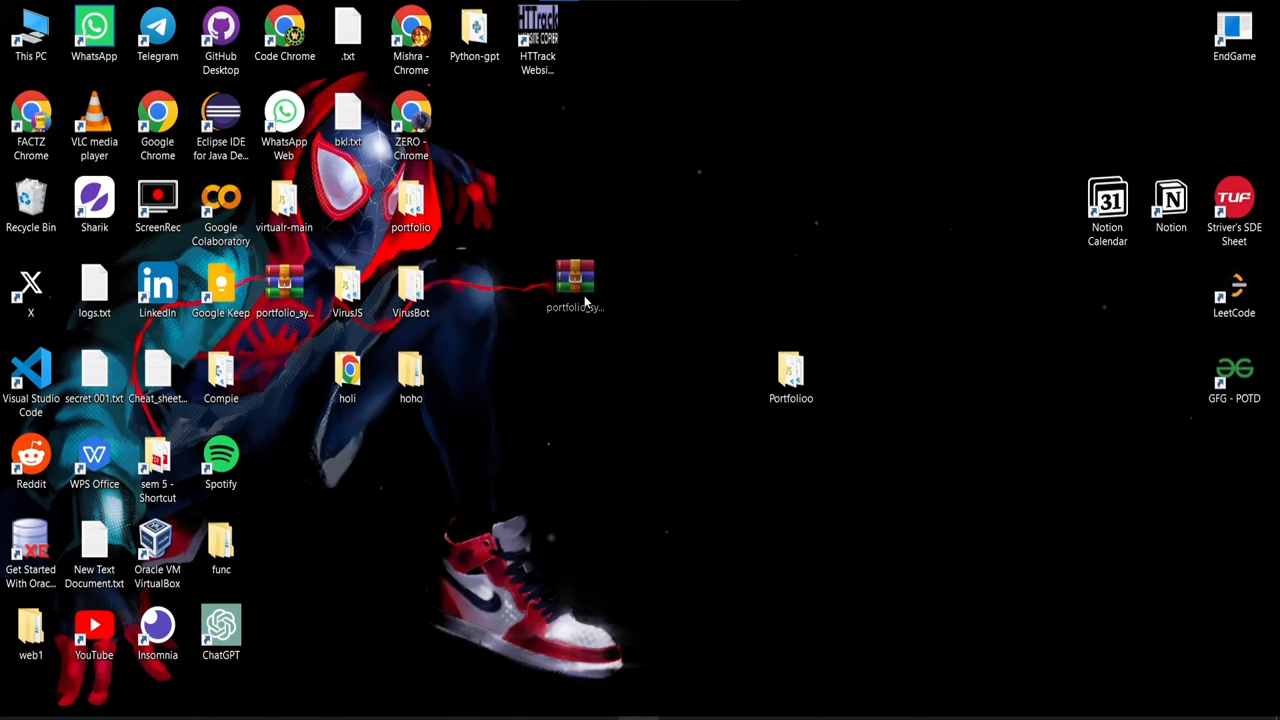 This PC
WhatsApp
Telegram
GitHub
Desktop
Code Chrome
.txt
Mishra -
Chrome
Python-gpt
HTTrack
HTTrack
Websi...
EndGame
FACTZ
Chrome
VLC media
player
Google
Chrome
Eclipse IDE
for Java De...
WhatsApp
Web
bkl.txt
ZERO -
Chrome
Recycle Bin
Sharik
ScreenRec
Google
Colaboratory
virtualr-main
portfolio
31
Notion
Calendar
Notion
TUF
Striver's SDE
Sheet
X
logs.txt
LinkedIn
Google Keep
portfolio_sy...
VirusJS
VirusBot
portfolio_sy...
LeetCode
Visual Studio
Code
secret 001.txt
Cheat_sheet...
Compie
holi
hoho
Portfolioo
GFG - POTD
Reddit
WPS Office
sem 5 -
Shortcut
Spotify
Get Started
With Orac...
New Text
Document.txt
Oracle VM
VirtualBox
func
web1
YouTube
Insomnia
ChatGPT